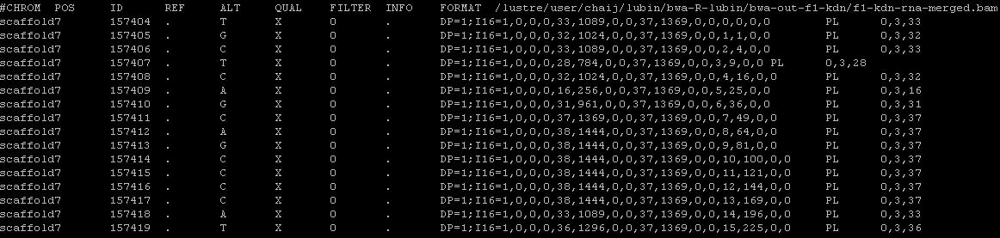 #CHROM POS ID REF ALT QUAL FILTER INFO FORMAT /lustre/user/chaij/lubin/bwa-R-lubin/bwa-out-f1-kdn/f1-kdn-rna-merged.bam
scaffold7 157404 . T X 0 . DP=1;I16=1,0,0,0,33,1089,0,0,37,1369,0,0,0,0,0,0 PL 0,3,33
scaffold7 157405 . G X 0 . DP=1;I16=1,0,0,0,32,1024,0,0,37,1369,0,0,1,1,0,0 PL 0,3,32
scaffold7 157406 . C X 0 . DP=1;I16=1,0,0,0,33,1089,0,0,37,1369,0,0,2,4,0,0 PL 0,3,33
scaffold7 157407 . T X 0 . DP=1;I16=1,0,0,0,28,784,0,0,37,1369,0,0,3,9,0,0 PL 0,3,28
scaffold7 157408 . C X 0 . DP=1;I16=1,0,0,0,32,1024,0,0,37,1369,0,0,4,16,0,0 PL 0,3,32
scaffold7 157409 . A X 0 . DP=1;I16=1,0,0,0,16,256,0,0,37,1369,0,0,5,25,0,0 PL 0,3,16
scaffold7 157410 . G X 0 . DP=1;I16=1,0,0,0,31,961,0,0,37,1369,0,0,6,36,0,0 PL 0,3,31
scaffold7 157411 . C X 0 . DP=1;I16=1,0,0,0,37,1369,0,0,37,1369,0,0,7,49,0,0 PL 0,3,37
scaffold7 157412 . A X 0 . DP=1;I16=1,0,0,0,38,1444,0,0,37,1369,0,0,8,64,0,0 PL 0,3,37
scaffold7 157413 . G X 0 . DP=1;I16=1,0,0,0,38,1444,0,0,37,1369,0,0,9,81,0,0 PL 0,3,37
scaffold7 157414 . C X 0 . DP=1;I16=1,0,0,0,38,1444,0,0,37,1369,0,0,10,100,0,0 PL 0,3,37
scaffold7 157415 . C X 0 . DP=1;I16=1,0,0,0,38,1444,0,0,37,1369,0,0,11,121,0,0 PL 0,3,37
scaffold7 157416 . C X 0 . DP=1;I16=1,0,0,0,38,1444,0,0,37,1369,0,0,12,144,0,0 PL 0,3,37
scaffold7 157417 . C X 0 . DP=1;I16=1,0,0,0,38,1444,0,0,37,1369,0,0,13,169,0,0 PL 0,3,37
scaffold7 157418 . A X 0 . DP=1;I16=1,0,0,0,33,1089,0,0,37,1369,0,0,14,196,0,0 PL 0,3,33
scaffold7 157419 . T X 0 . DP=1;I16=1,0,0,0,36,1296,0,0,37,1369,0,0,15,225,0,0 PL 0,3,36